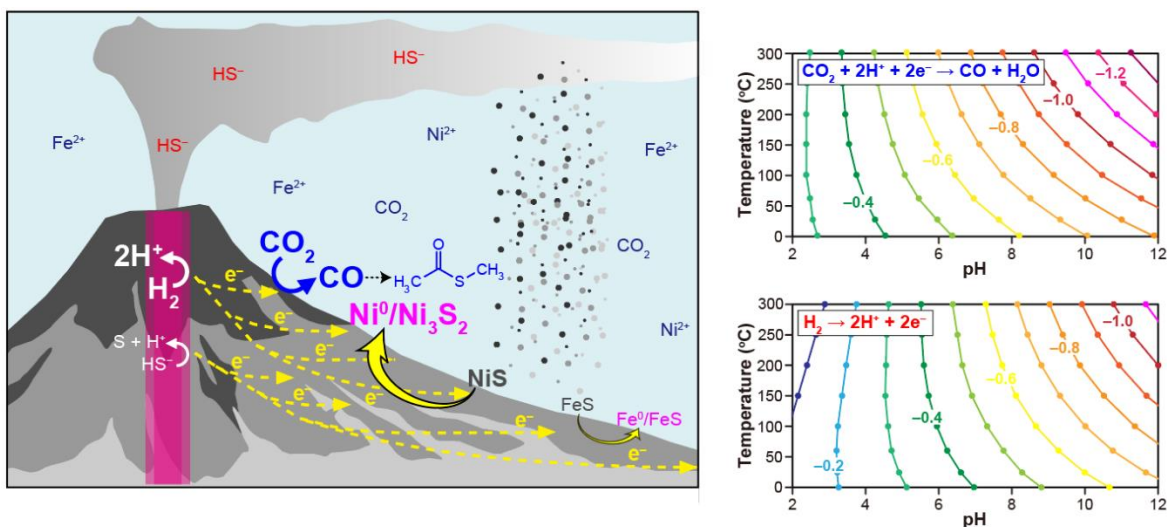 HS⁻
HS⁻
Fe²⁺
Ni²⁺
Fe²⁺
HS⁻
Fe²⁺
CO₂
CO₂
CO₂
2H⁺
H₂
CO
O
H₃C
S
CH₃
e⁻
e⁻
e⁻
e⁻
e⁻
e⁻
e⁻
S + H⁺
HS⁻
Ni⁰/Ni₃S₂
Ni²⁺
NiS
FeS
Fe⁰/FeS
CO₂ + 2H⁺ + 2e⁻ → CO + H₂O
Temperature (°C)
300
250
200
150
100
50
0
–0.4
–0.6
–0.8
–1.0
–1.2
2 4 6 8 10 12
pH
H₂ → 2H⁺ + 2e⁻
Temperature (°C)
300
250
200
150
100
50
0
–0.2
–0.4
–0.6
–0.8
–1.0
2 4 6 8 10 12
pH